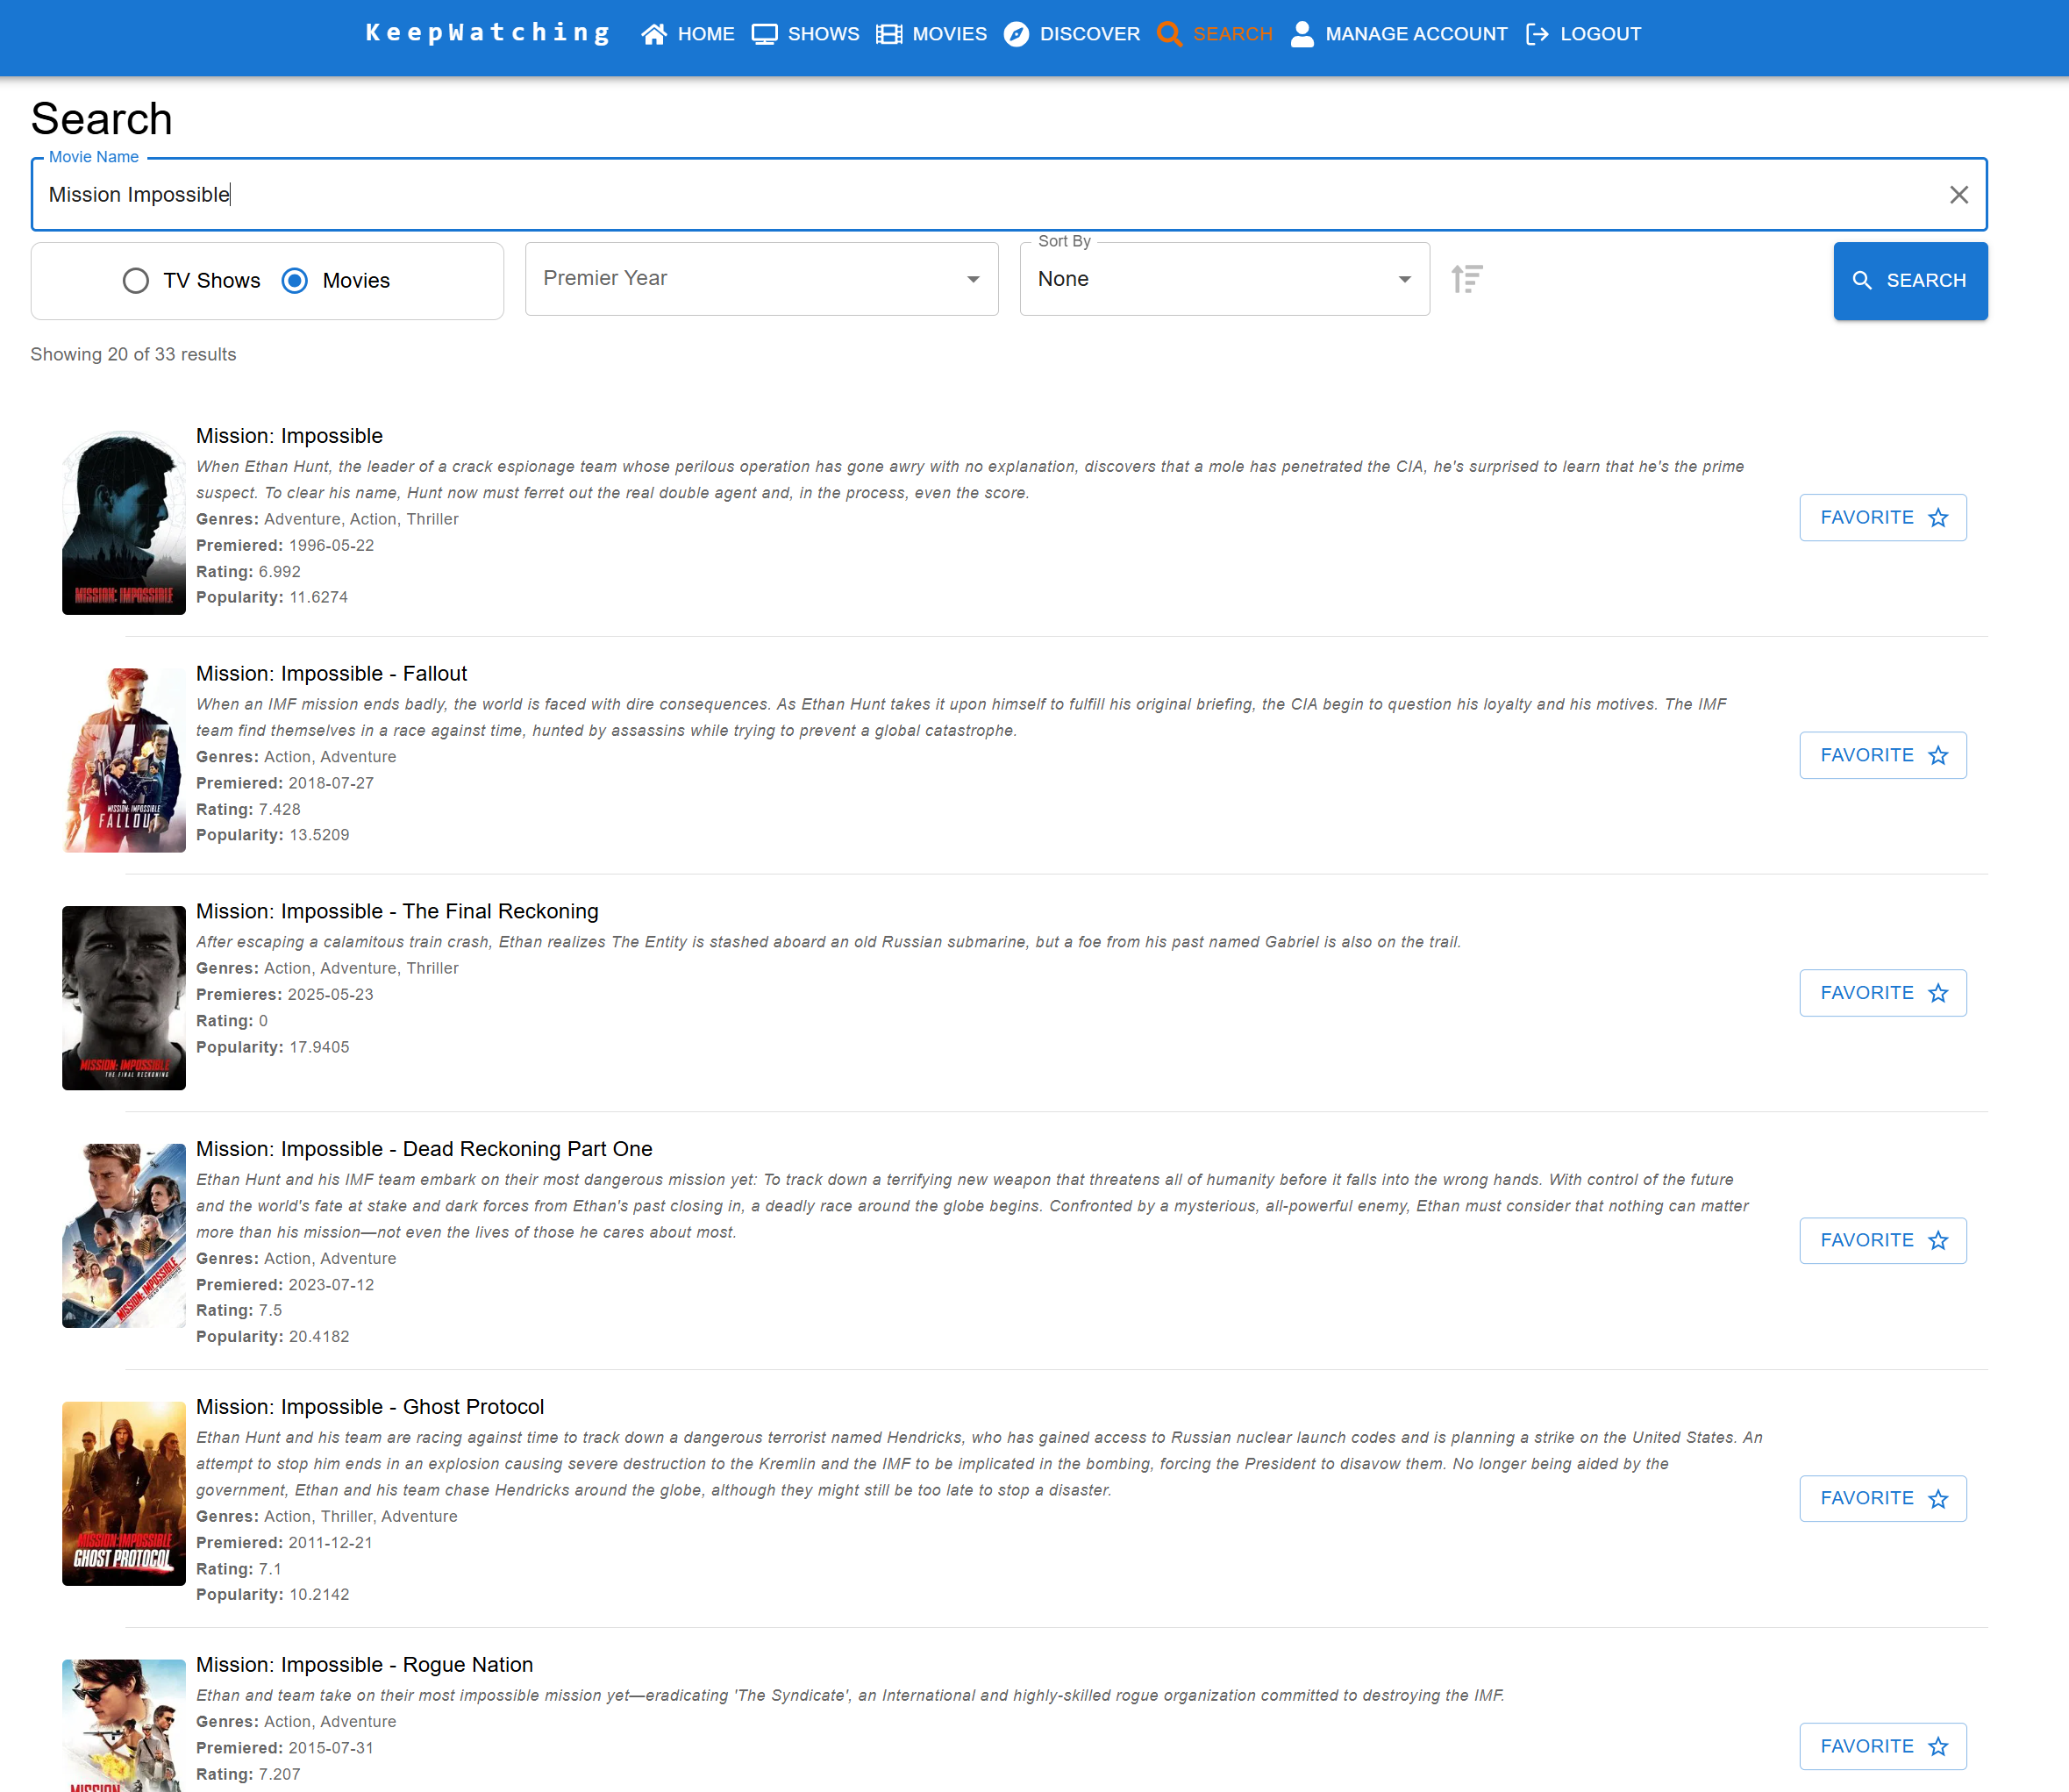 KeepWatching HOME SHOWS MOVIES DISCOVER SEARCH MANAGE ACCOUNT LOGOUT
Search
Movie Name
Mission Impossible
TV Shows Movies
Premier Year
Sort By
None
SEARCH
Showing 20 of 33 results
Mission: Impossible
When Ethan Hunt, the leader of a crack espionage team whose perilous operation has gone awry with no explanation, discovers that a mole has penetrated the CIA, he's surprised to learn that he's the prime
suspect. To clear his name, Hunt now must ferret out the real double agent and, in the process, even the score.
Genres: Adventure, Action, Thriller
Premiered: 1996-05-22
Rating: 6.992
Popularity: 11.6274
FAVORITE
MISSION: IMPOSSIBLE
Mission: Impossible - Fallout
When an IMF mission ends badly, the world is faced with dire consequences. As Ethan Hunt takes it upon himself to fulfill his original briefing, the CIA begin to question his loyalty and his motives. The IMF
team find themselves in a race against time, hunted by assassins while trying to prevent a global catastrophe.
Genres: Action, Adventure
Premiered: 2018-07-27
Rating: 7.428
Popularity: 13.5209
FAVORITE
MISSION: IMPOSSIBLE
FALLOUT
Mission: Impossible - The Final Reckoning
After escaping a calamitous train crash, Ethan realizes The Entity is stashed aboard an old Russian submarine, but a foe from his past named Gabriel is also on the trail.
Genres: Action, Adventure, Thriller
Premieres: 2025-05-23
Rating: 0
Popularity: 17.9405
FAVORITE
MISSION: IMPOSSIBLE
THE FINAL RECKONING
Mission: Impossible - Dead Reckoning Part One
Ethan Hunt and his IMF team embark on their most dangerous mission yet: To track down a terrifying new weapon that threatens all of humanity before it falls into the wrong hands. With control of the future
and the world's fate at stake and dark forces from Ethan's past closing in, a deadly race around the globe begins. Confronted by a mysterious, all-powerful enemy, Ethan must consider that nothing can matter
more than his mission—not even the lives of those he cares about most.
Genres: Action, Adventure
Premiered: 2023-07-12
Rating: 7.5
Popularity: 20.4182
FAVORITE
MISSION: IMPOSSIBLE
Mission: Impossible - Ghost Protocol
Ethan Hunt and his team are racing against time to track down a dangerous terrorist named Hendricks, who has gained access to Russian nuclear launch codes and is planning a strike on the United States. An
attempt to stop him ends in an explosion causing severe destruction to the Kremlin and the IMF to be implicated in the bombing, forcing the President to disavow them. No longer being aided by the
government, Ethan and his team chase Hendricks around the globe, although they might still be too late to stop a disaster.
Genres: Action, Thriller, Adventure
Premiered: 2011-12-21
Rating: 7.1
Popularity: 10.2142
FAVORITE
MISSION: IMPOSSIBLE
GHOST PROTOCOL
Mission: Impossible - Rogue Nation
Ethan and team take on their most impossible mission yet—eradicating 'The Syndicate', an International and highly-skilled rogue organization committed to destroying the IMF.
Genres: Action, Adventure
Premiered: 2015-07-31
Rating: 7.207
FAVORITE
MISSION